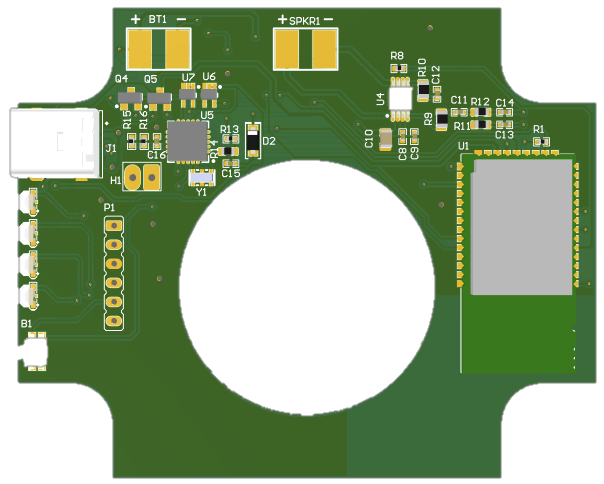 + BT1 −
+ SPKR1 −
R8
Q4 Q5 U7 U6
R10
C12
U4
R15
R16
U5
C11 R12 C14
J1
C16
R13
R14
D2
C10
C8
C9
R9
R11
C13
R1
U1
H1
C15
Y1
P1
B1